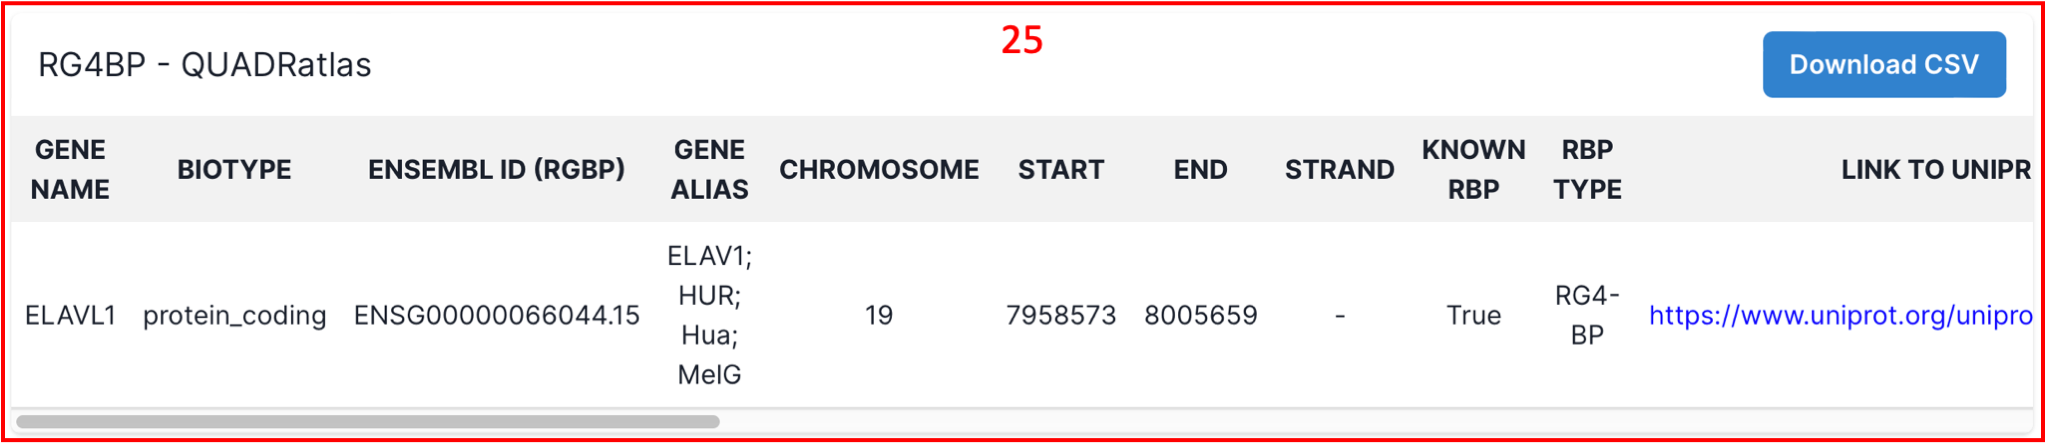 25
RG4BP - QUADRatlas
Download CSV
GENE NAME BIOTYPE ENSEMBL ID (RGBP) GENE ALIAS CHROMOSOME START END STRAND KNOWN RBP RBP TYPE LINK TO UNIPR
ELAVL1 protein_coding ENSG00000066044.15 ELAV1; HUR; Hua; MelG 19 7958573 8005659 - True RG4-BP https://www.uniprot.org/unipro